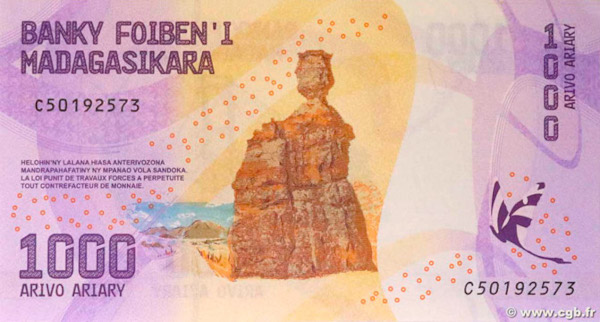 BANKY FOIBEN'I
MADAGASIKARA
C50192573
HELOHIN'NY LALANA HIASA ANTERIVOZONA
MANDRAPAHAFATINY NY MPANAO VOLA SANDOKA.
LA LOI PUNIT DE TRAVAUX FORCES A PERPETUITE
TOUT CONTREFACTEUR DE MONNAIE.
1000
ARIVO ARIARY
1000
ARIVO ARIARY
C50192573
© www.cgb.fr